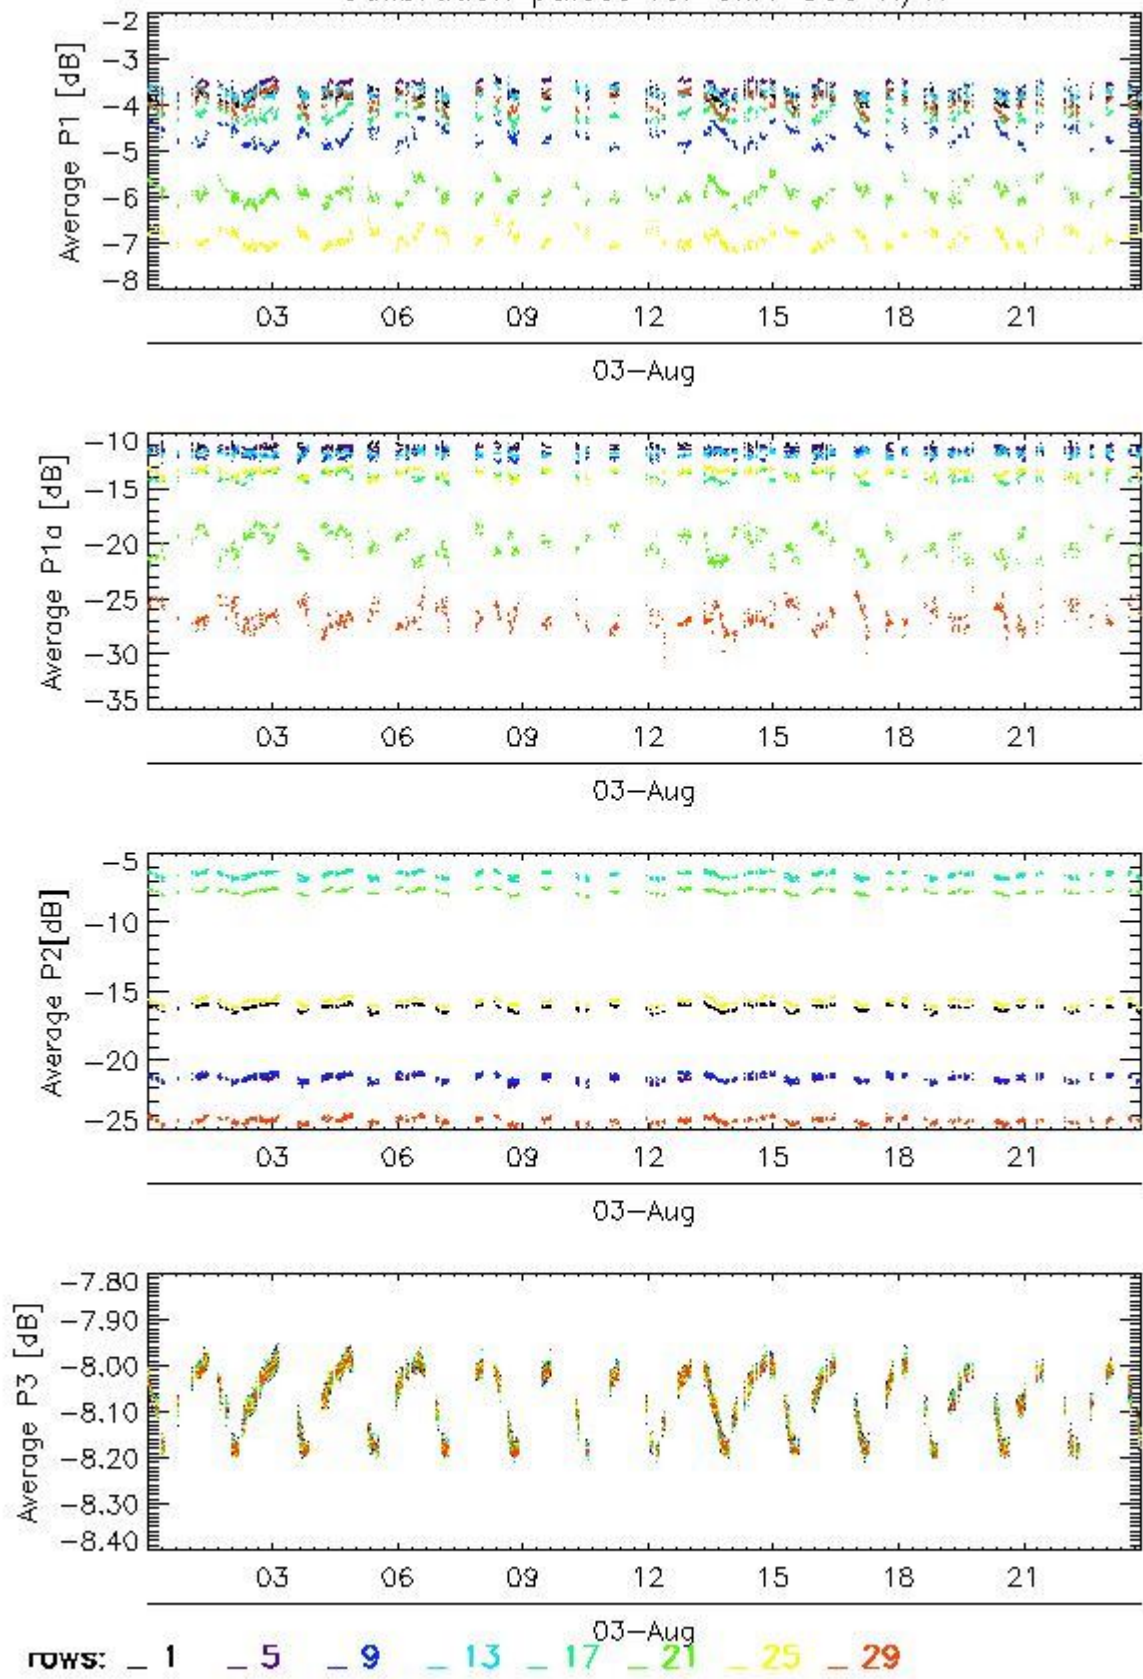 -2
-3
Average P1 [dB]
-4
-5
-6
-7
-8
03 06 09 12 15 18 21
03-Aug
-10
-15
Average P1a [dB]
-20
-25
-30
-35
03 06 09 12 15 18 21
03-Aug
-5
-10
Average P2[dB]
-15
-20
-25
03 06 09 12 15 18 21
03-Aug
-7.80
-7.90
Average P3 [dB]
-8.00
-8.10
-8.20
-8.30
-8.40
03 06 09 12 15 18 21
03-Aug
rows: _ 1 _ 5 _ 9 _ 13 _ 17 _ 21 _ 25 _ 29